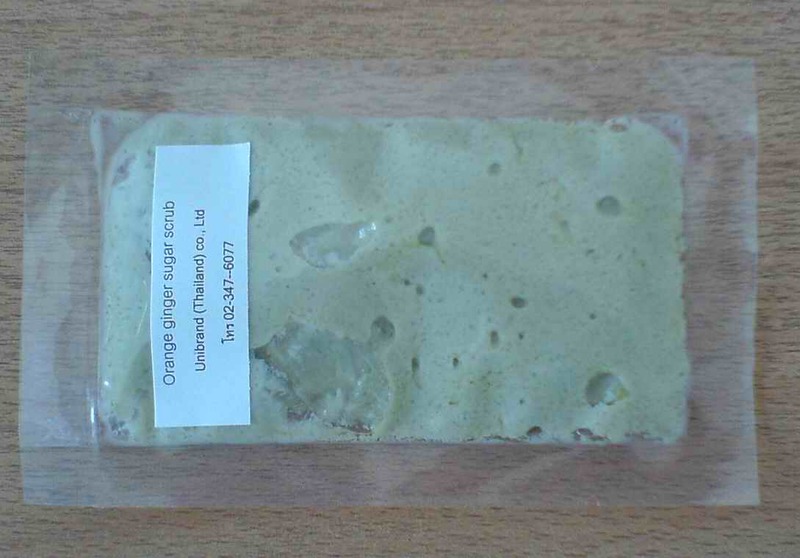 Orange ginger sugar scrub
Unibrand (Thailand) co., Ltd
โทร 02-347--6077